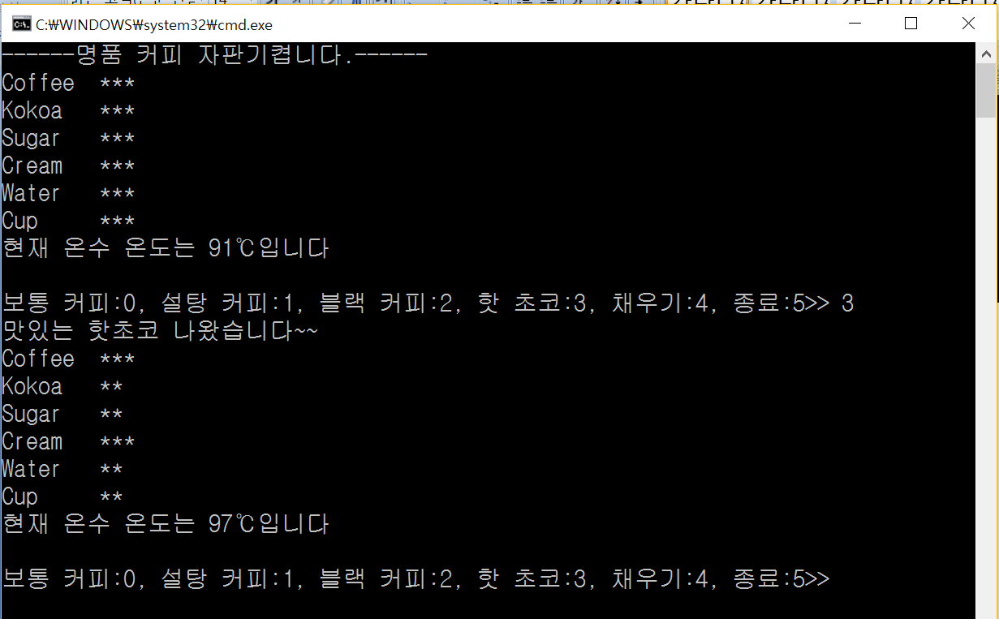 C:₩WINDOWS₩system32₩cmd.exe
------명품 커피 자판기켭니다.------
Coffee ***
Kokoa ***
Sugar ***
Cream ***
Water ***
Cup ***
현재 온수 온도는 91℃입니다
보통 커피:0, 설탕 커피:1, 블랙 커피:2, 핫 초코:3, 채우기:4, 종료:5>> 3
맛있는 핫초코 나왔습니다~~
Coffee ***
Kokoa **
Sugar **
Cream ***
Water **
Cup **
현재 온수 온도는 97℃입니다
보통 커피:0, 설탕 커피:1, 블랙 커피:2, 핫 초코:3, 채우기:4, 종료:5>>